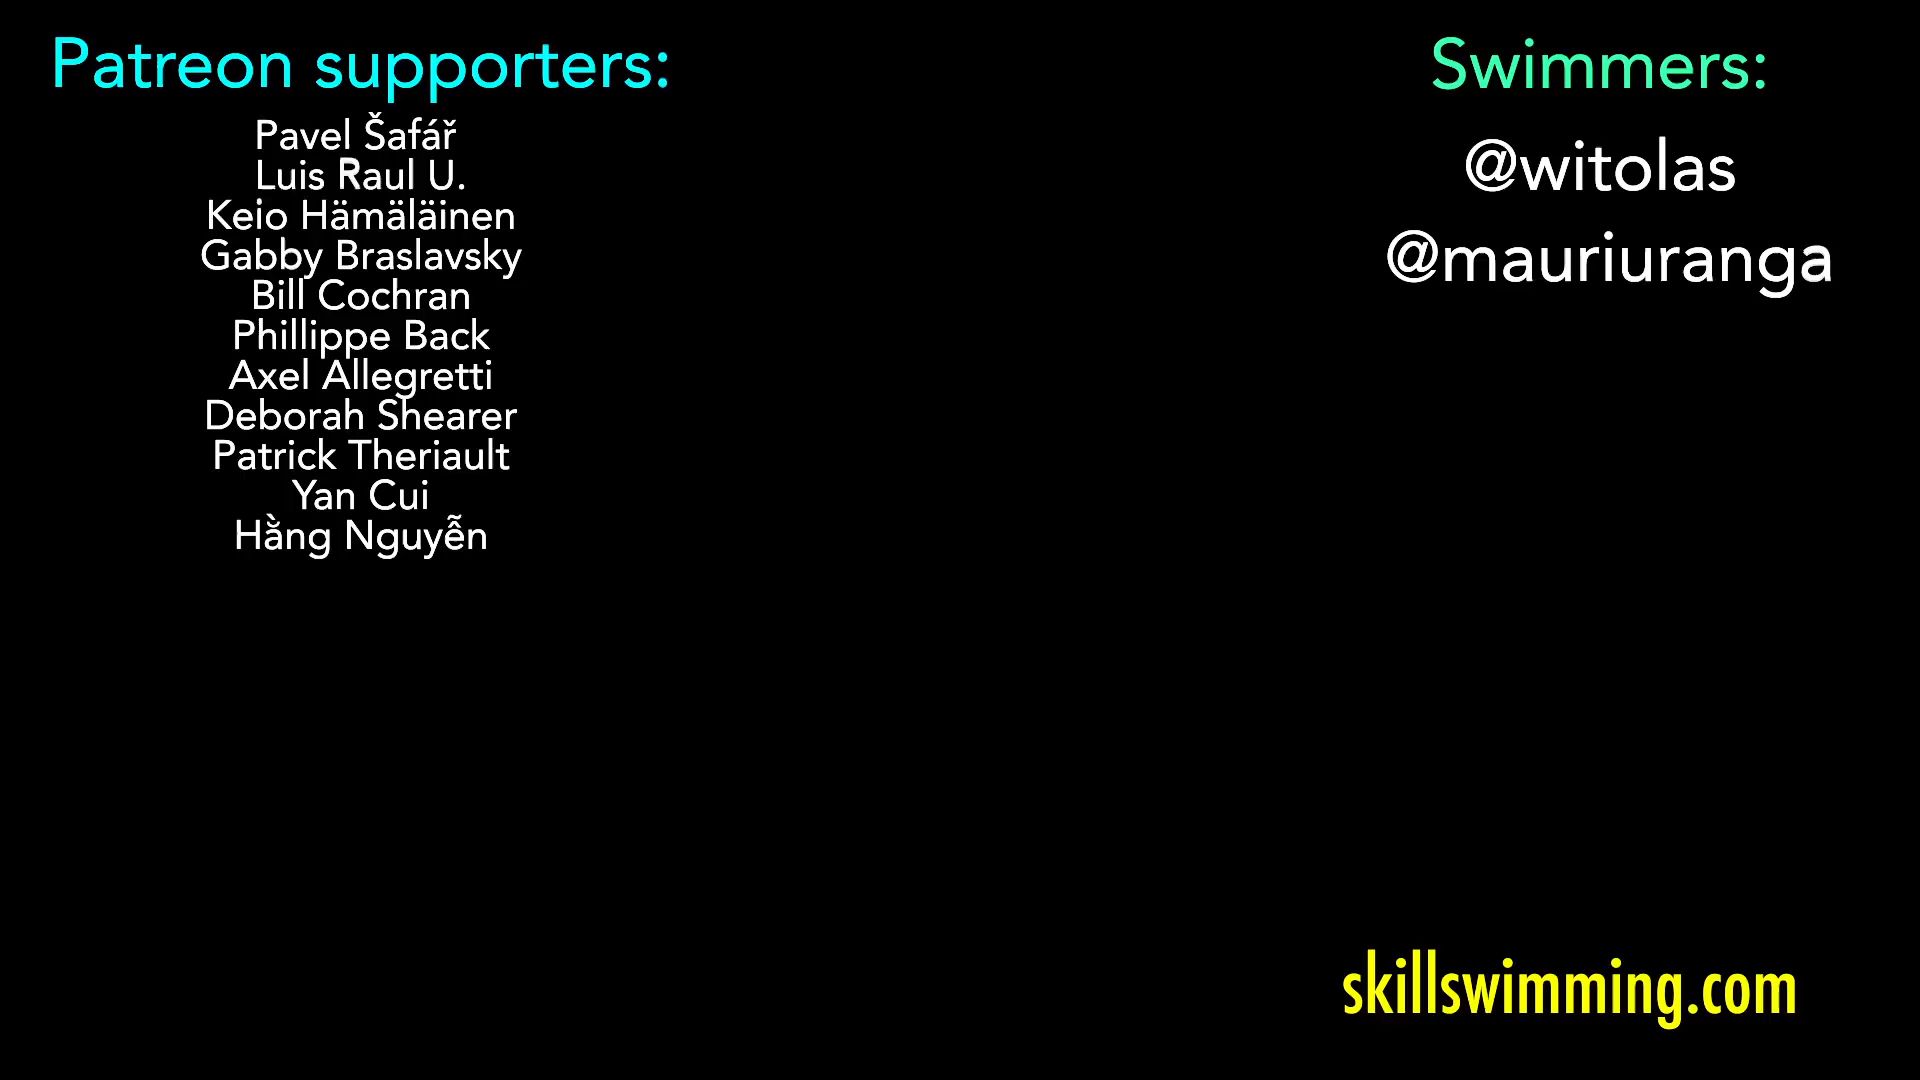 Patreon supporters:
Pavel Šafář
Luis Raul U.
Keio Hämäläinen
Gabby Braslavsky
Bill Cochran
Phillippe Back
Axel Allegretti
Deborah Shearer
Patrick Theriault
Yan Cui
Hằng Nguyễn
Swimmers:
@witolas
@mauriuranga
skillswimming.com